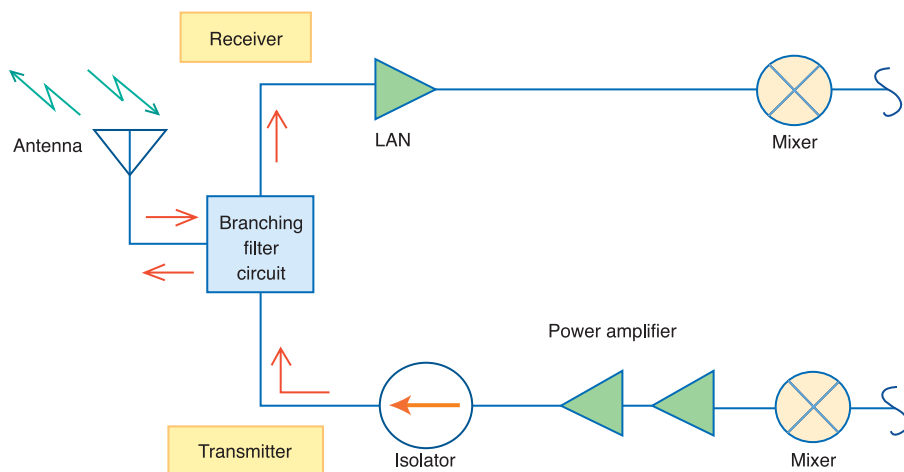 Receiver
Antenna
LAN
Mixer
Branching
filter
circuit
Power amplifier
Transmitter
Isolator
Mixer